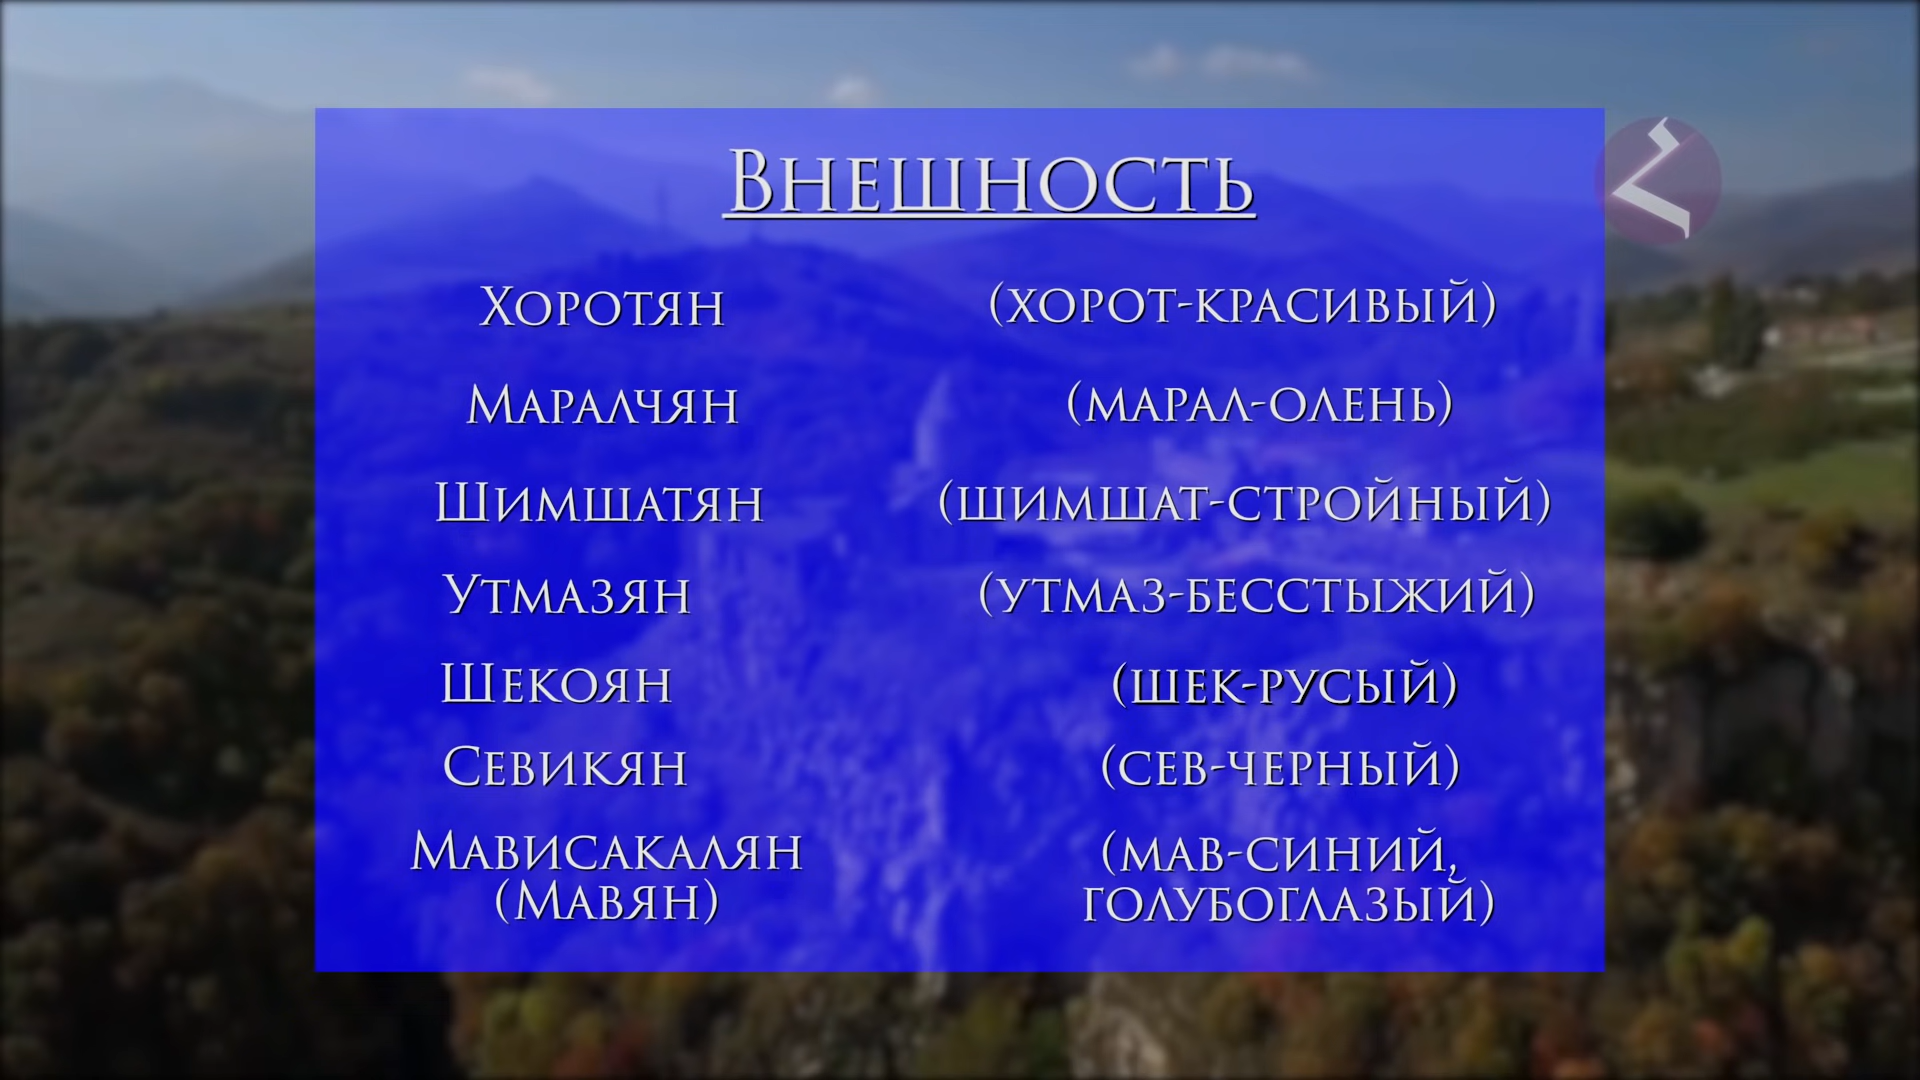 Внешность
Хоротян (хорот-красивый)
Маралчян (марал-олень)
Шимшатян (шимшат-стройный)
Утмазян (утмаз-бесстыжий)
Шекоян (шек-русый)
Севикян (сев-черный)
Мависакалян (мав-синий,
(Мавян) голубоглазый)